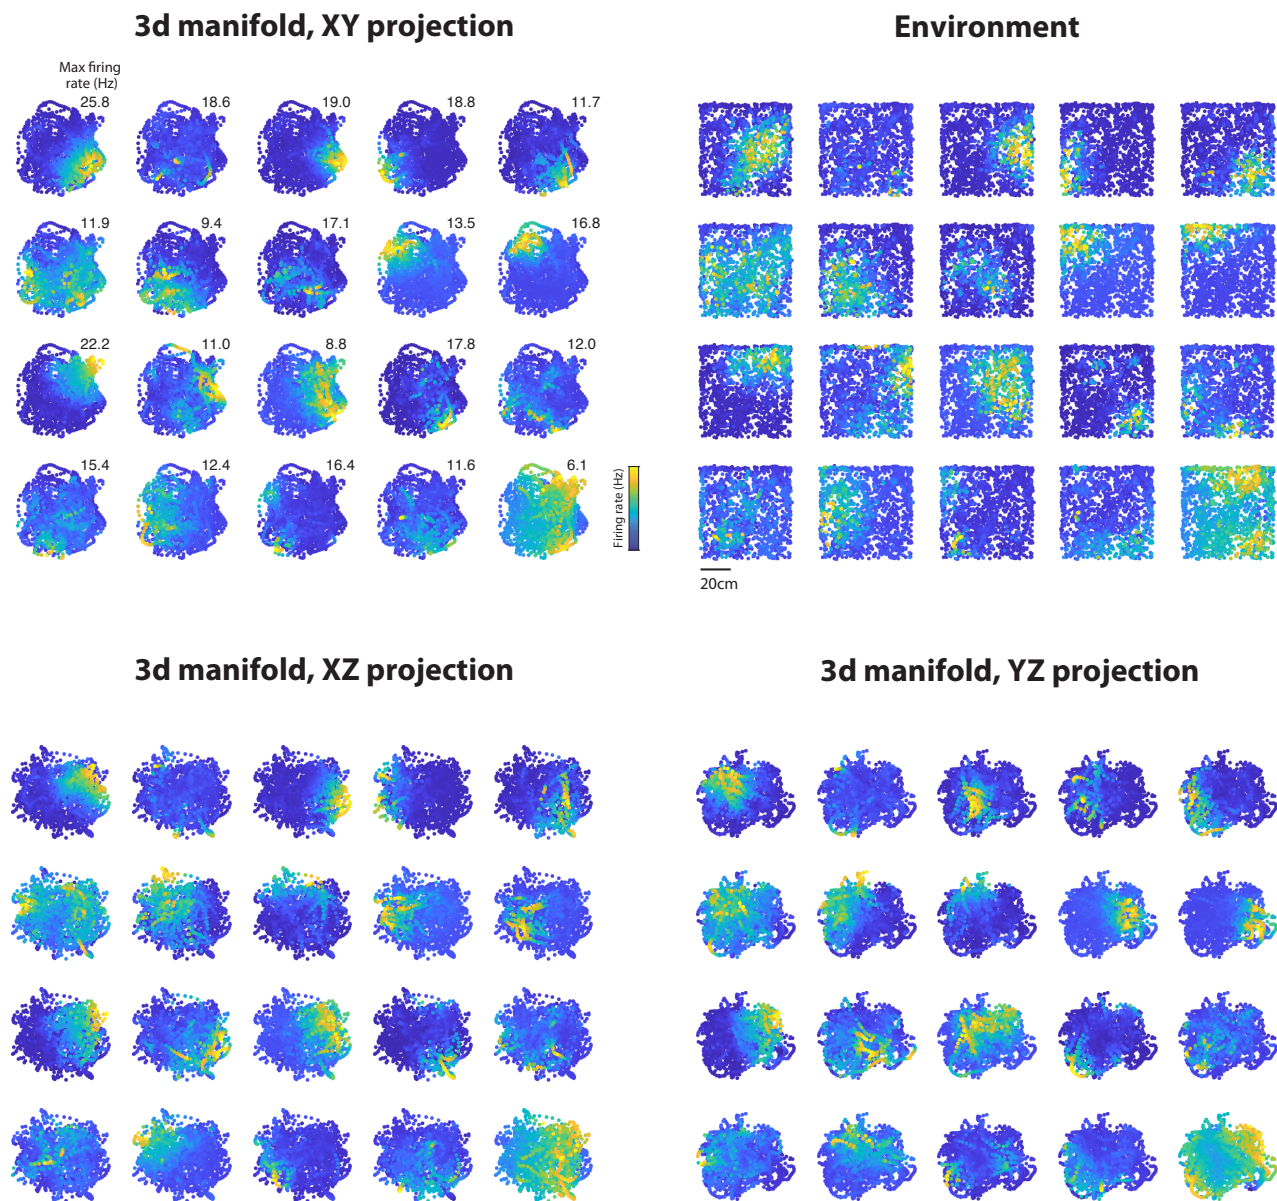 3d manifold, XY projection
Environment
Max firing
rate (Hz)
25.8 18.6 19.0 18.8 11.7
11.9 9.4 17.1 13.5 16.8
22.2 11.0 8.8 17.8 12.0
15.4 12.4 16.4 11.6 6.1
Firing rate (Hz)
20cm
3d manifold, XZ projection
3d manifold, YZ projection